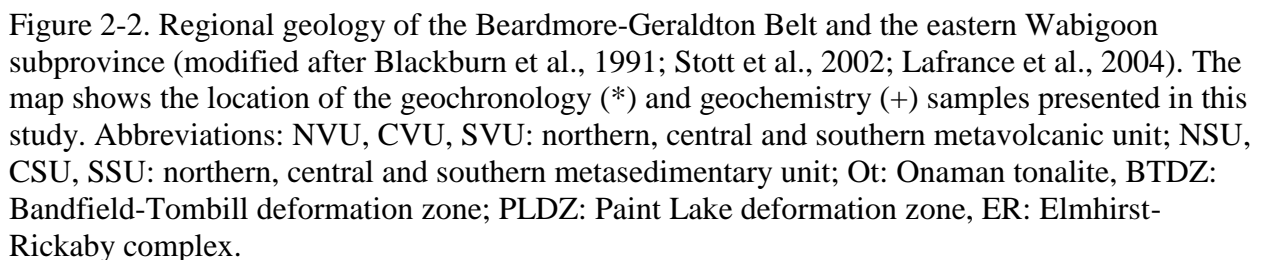 Figure 2-2. Regional geology of the Beardmore-Geraldton Belt and the eastern Wabigoon
subprovince (modified after Blackburn et al., 1991; Stott et al., 2002; Lafrance et al., 2004). The
map shows the location of the geochronology (*) and geochemistry (+) samples presented in this
study. Abbreviations: NVU, CVU, SVU: northern, central and southern metavolcanic unit; NSU,
CSU, SSU: northern, central and southern metasedimentary unit; Ot: Onaman tonalite, BTDZ:
Bandfield-Tombill deformation zone; PLDZ: Paint Lake deformation zone, ER: Elmhirst-
Rickaby complex.